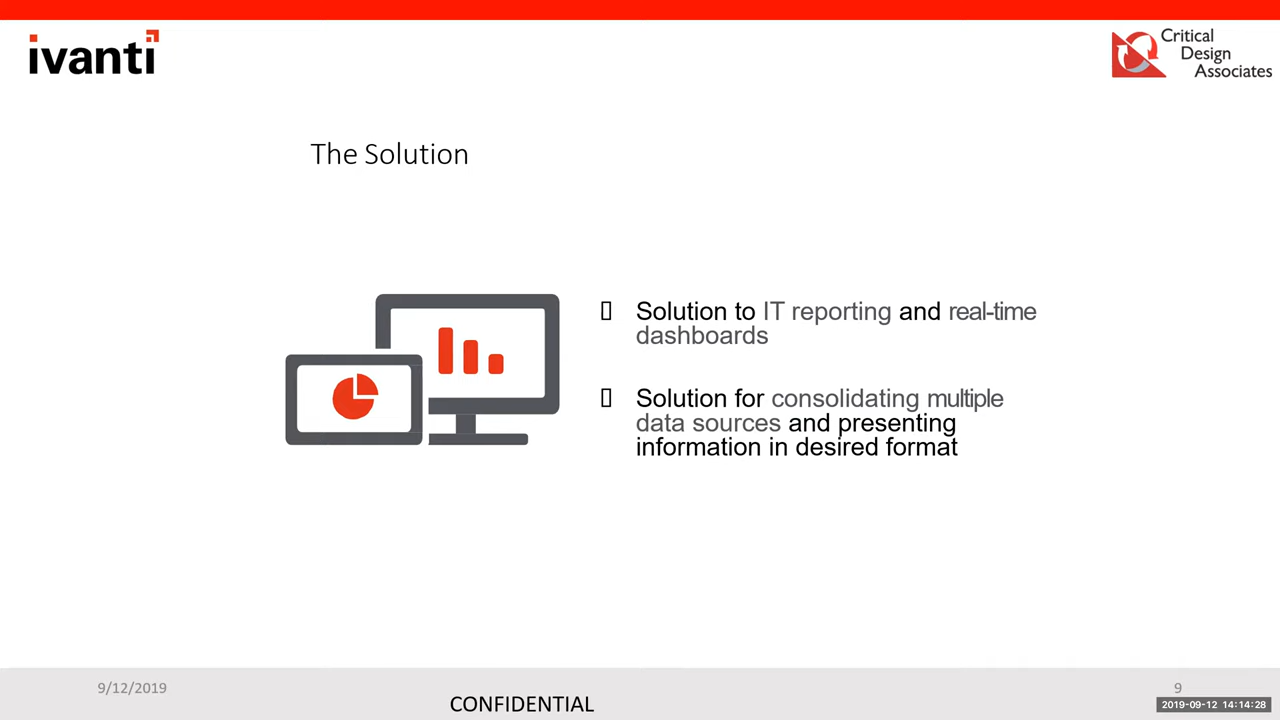 ivanti
Critical
Design
Associates
The Solution
Solution to IT reporting and real-time
dashboards
Solution for consolidating multiple
data sources and presenting
information in desired format
9/12/2019
CONFIDENTIAL
9
2019-09-12 14:14:28